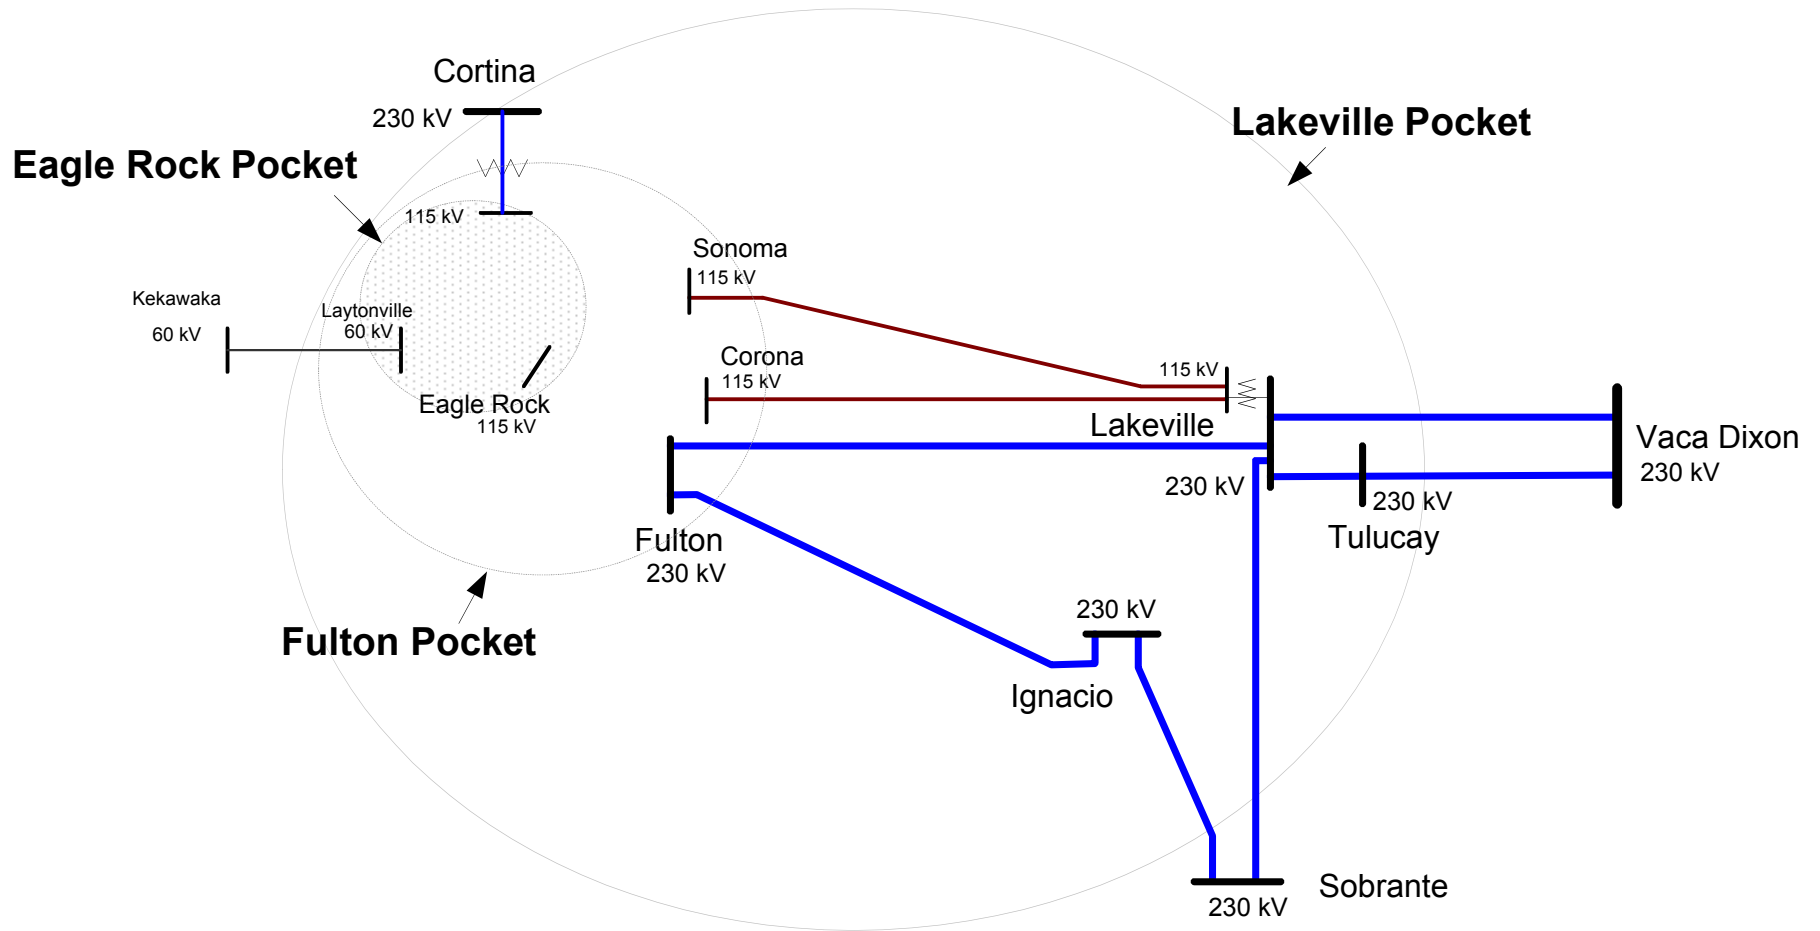 Cortina
230 kV
Lakeville Pocket
Eagle Rock Pocket
115 kV
Sonoma
115 kV
Kekawaka
60 kV
Laytonville
60 kV
Corona
115 kV
115 kV
Eagle Rock
115 kV
Lakeville
230 kV
Vaca Dixon
230 kV
230 kV
Tulucay
Fulton
230 kV
Fulton Pocket
230 kV
Ignacio
Sobrante
230 kV